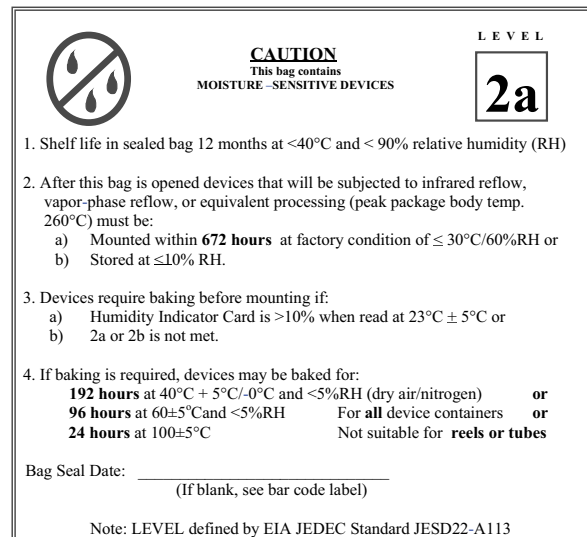 LEVEL
CAUTION
This bag contains
MOISTURE –SENSITIVE DEVICES
2a
1. Shelf life in sealed bag 12 months at <40°C and < 90% relative humidity (RH)
2. After this bag is opened devices that will be subjected to infrared reflow,
vapor-phase reflow, or equivalent processing (peak package body temp.
260°C) must be:
a) Mounted within 672 hours at factory condition of ≤ 30°C/60%RH or
b) Stored at ≤10% RH.
3. Devices require baking before mounting if:
a) Humidity Indicator Card is >10% when read at 23°C ± 5°C or
b) 2a or 2b is not met.
4. If baking is required, devices may be baked for:
192 hours at 40°C + 5°C/-0°C and <5%RH (dry air/nitrogen) or
96 hours at 60±5°Cand <5%RH For all device containers or
24 hours at 100±5°C Not suitable for reels or tubes
Bag Seal Date: ______________________________
(If blank, see bar code label)
Note: LEVEL defined by EIA JEDEC Standard JESD22-A113